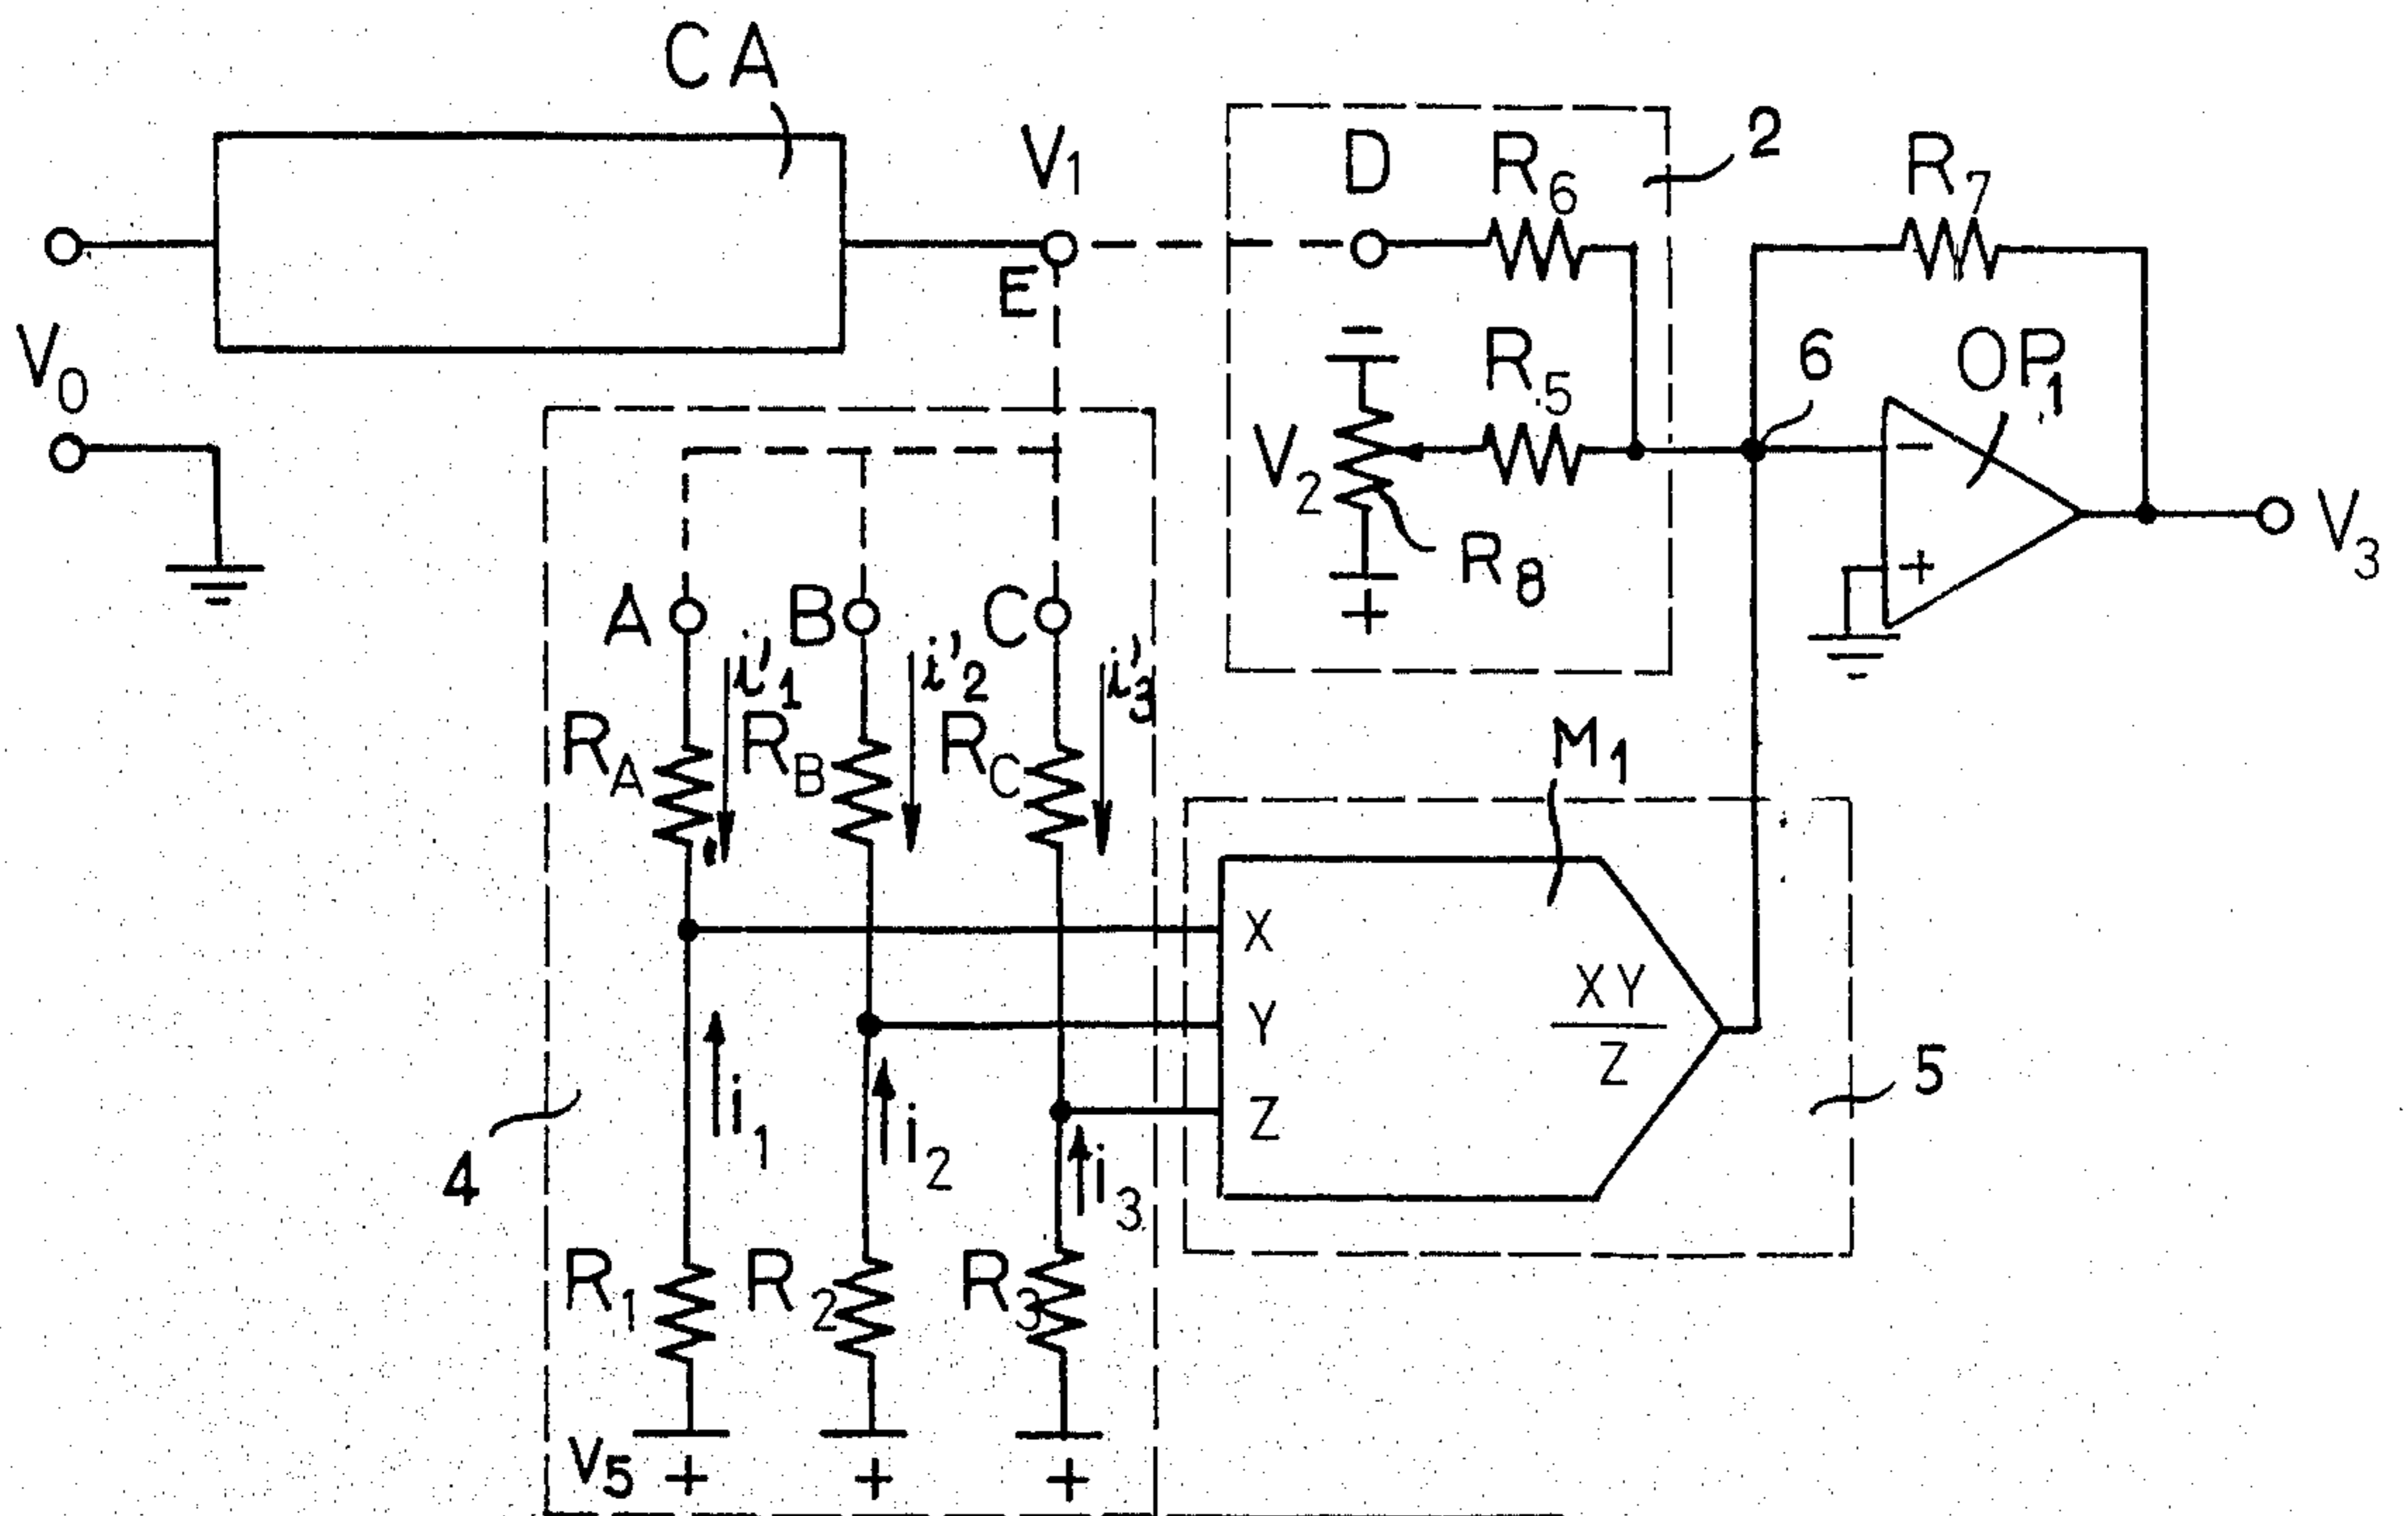 CA
V1
E
D
R6
2
R7
V0
V2
R.5
R8
6
OP1
−
+
V3
−
+
A
B
C
i'1
i'2
i'3
RA
RB
RC
M1
X
Y
Z
XY
Z
5
4
i1
i2
i3
R1
R2
R3
V5
+
+
+